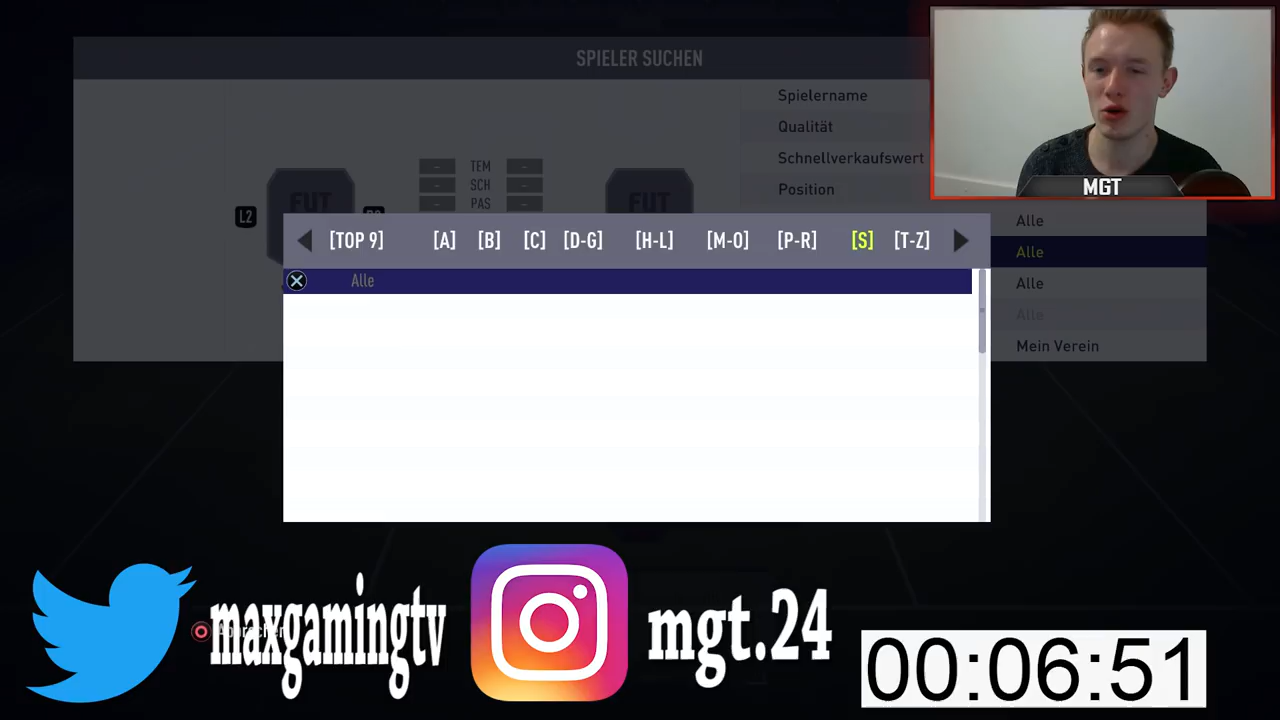 SPIELER SUCHEN
Spielername
Qualität
Schnellverkaufswert
Position
MGT
L2
FUT
- TEM -
- SCH -
- PAS -
FUT
Alle
Alle
Alle
Alle
Mein Verein
[TOP 9] [A] [B] [C] [D-G] [H-L] [M-O] [P-R] [S] [T-Z]
Alle
maxgamingtv
mgt.24
00:06:51